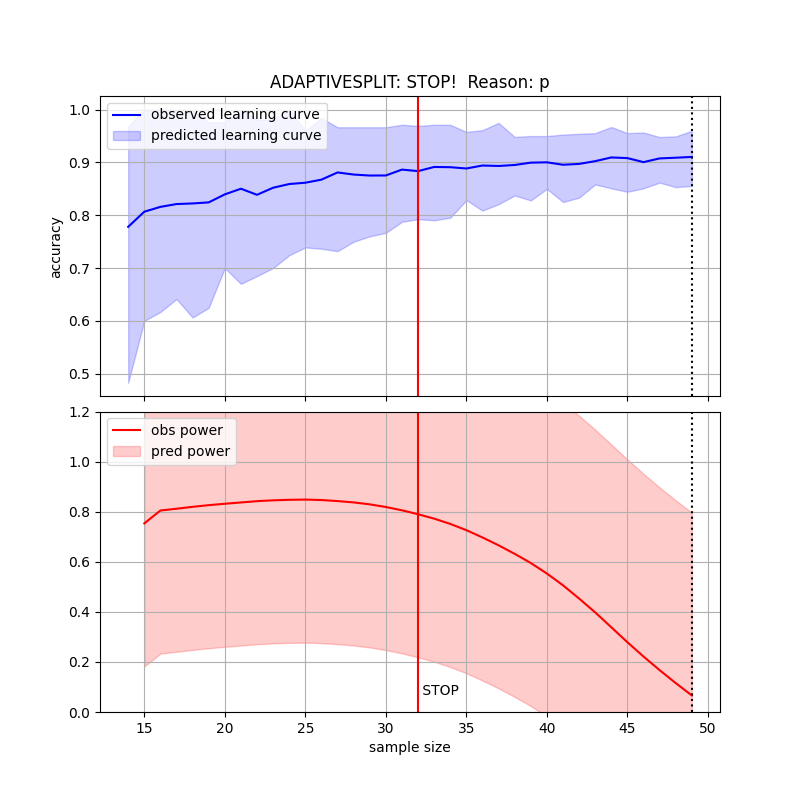 ADAPTIVESPLIT: STOP!  Reason: p
observed learning curve
predicted learning curve
1.0
0.9
0.8
0.7
0.6
0.5
accuracy
obs power
pred power
1.2
1.0
0.8
0.6
0.4
0.2
0.0
STOP
15 20 25 30 35 40 45 50
sample size